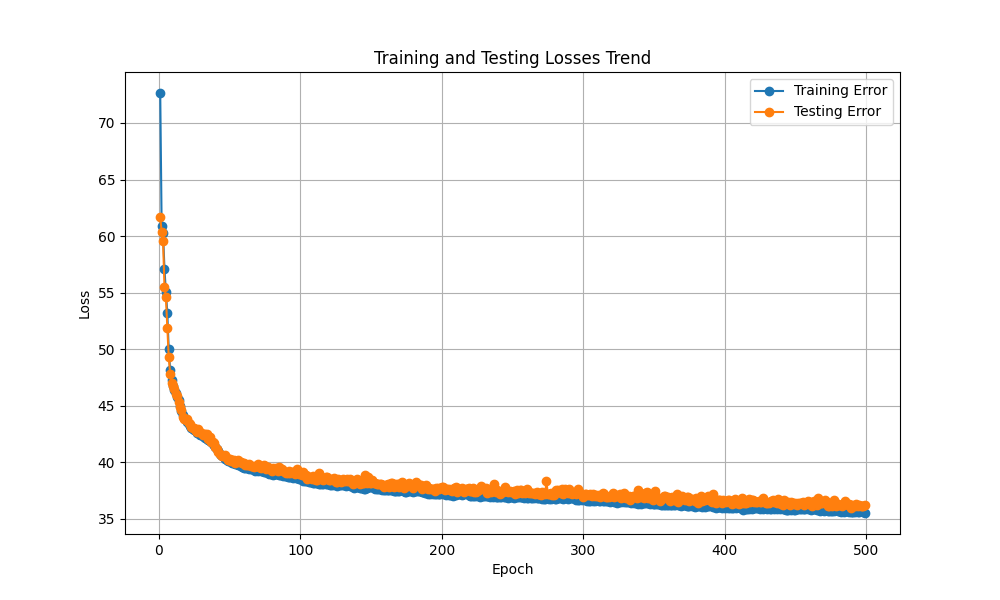 Training and Testing Losses Trend
Training Error
Testing Error
70
65
60
55
50
45
40
35
Loss
0 100 200 300 400 500
Epoch